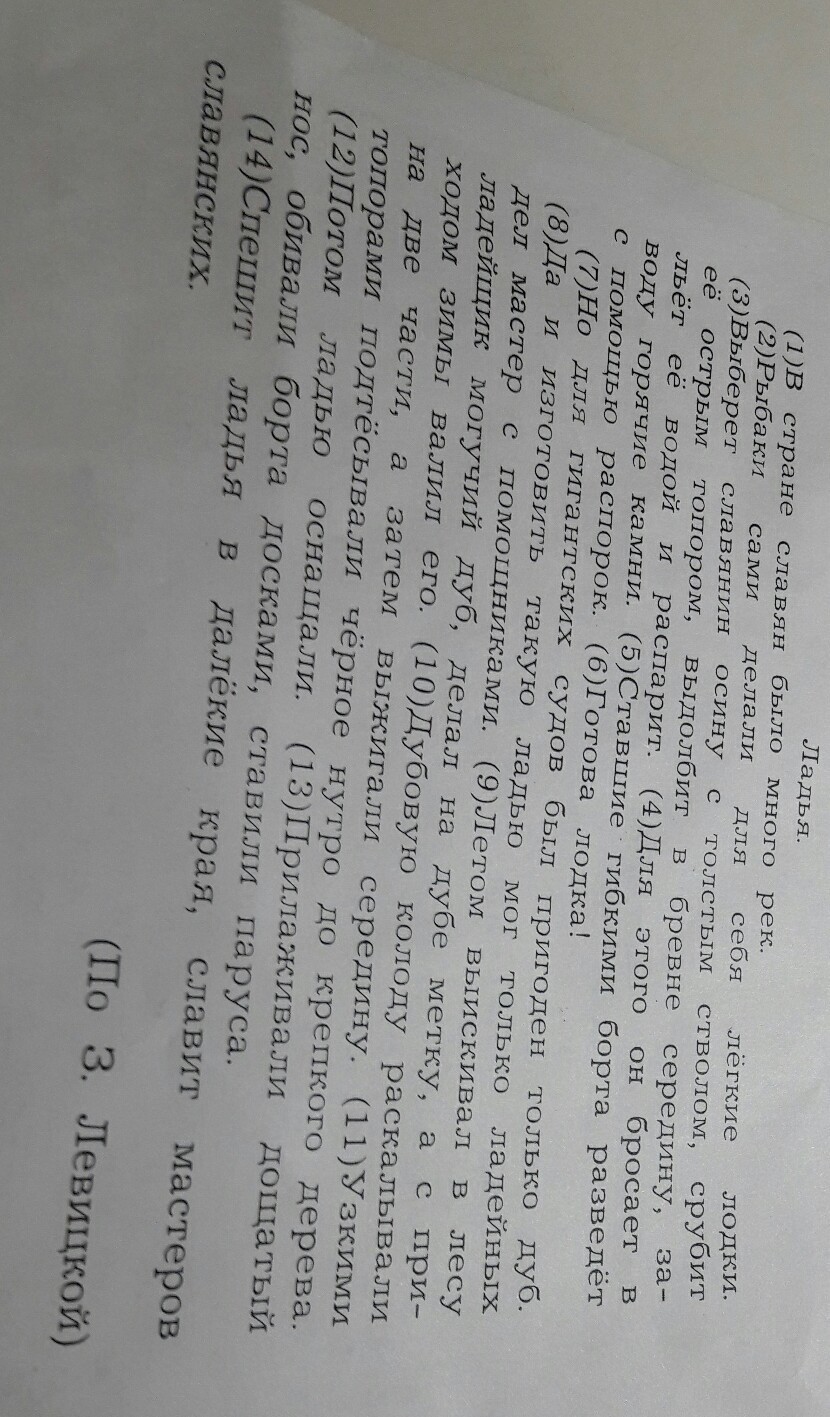 Ладья.
(1)В стране славян было много рек.
(2)Рыбаки сами делали для себя лёгкие лодки.
(3)Выберет славянин осину с толстым стволом, срубит
её острым топором, выдолбит в бревне середину, за-
льёт её водой и распарит. (4)Для этого он бросает в
воду горячие камни. (5)Ставшие гибкими борта разведёт
с помощью распорок. (6)Готова лодка!
(7)Но для гигантских судов был пригоден только дуб.
(8)Да и изготовить такую ладью мог только ладейных
дел мастер с помощниками. (9)Летом выискивал в лесу
ладейщик могучий дуб, делал на дубе метку, а с при-
ходом зимы валил его. (10)Дубовую колоду раскалывали
на две части, а затем выжигали середину. (11)Узкими
топорами подтёсывали чёрное нутро до крепкого дерева.
(12)Потом ладью оснащали. (13)Прилаживали дощатый
нос, обивали борта досками, ставили паруса.
(14)Спешит ладья в далёкие края, славит мастеров
славянских.
(По З. Левицкой)